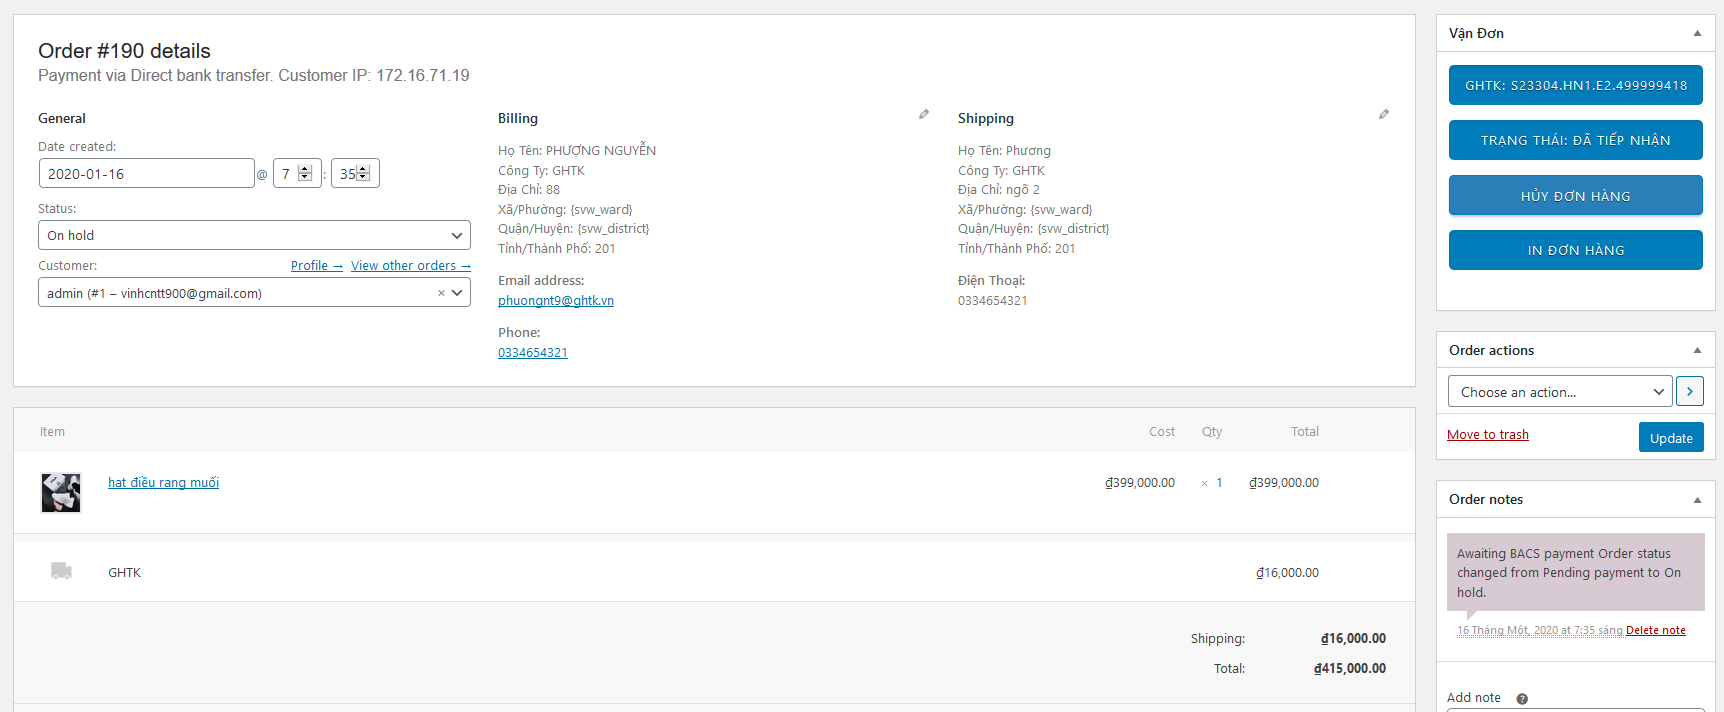 Order #190 details
Payment via Direct bank transfer. Customer IP: 172.16.71.19
General
Date created:
2020-01-16 @ 7 : 35
Status:
On hold
Customer: Profile → View other orders →
admin (#1 – vinhcntt900@gmail.com) ×
Billing
Họ Tên: PHƯỢNG NGUYỄN
Công Ty: GHTK
Địa Chỉ: 88
Xã/Phường: {svw_ward}
Quận/Huyện: {svw_district}
Tỉnh/Thành Phố: 201
Email address:
phuongnt9@ghtk.vn
Phone:
0334654321
Shipping
Họ Tên: Phương
Công Ty: GHTK
Địa Chỉ: ngõ 2
Xã/Phường: {svw_ward}
Quận/Huyện: {svw_district}
Tỉnh/Thành Phố: 201
Điện Thoại:
0334654321
Item Cost Qty Total
hat điều rang muối ₫399,000.00 × 1 ₫399,000.00
GHTK ₫16,000.00
Shipping: ₫16,000.00
Total: ₫415,000.00
Vận Đơn
GHTK: S23304.HN1.E2.499999418
TRẠNG THÁI: ĐÃ TIẾP NHẬN
HỦY ĐƠN HÀNG
IN ĐƠN HÀNG
Order actions
Choose an action...
Move to trash Update
Order notes
Awaiting BACS payment Order status
changed from Pending payment to On
hold.
16 Tháng Một, 2020 at 7:35 sáng Delete note
Add note ?